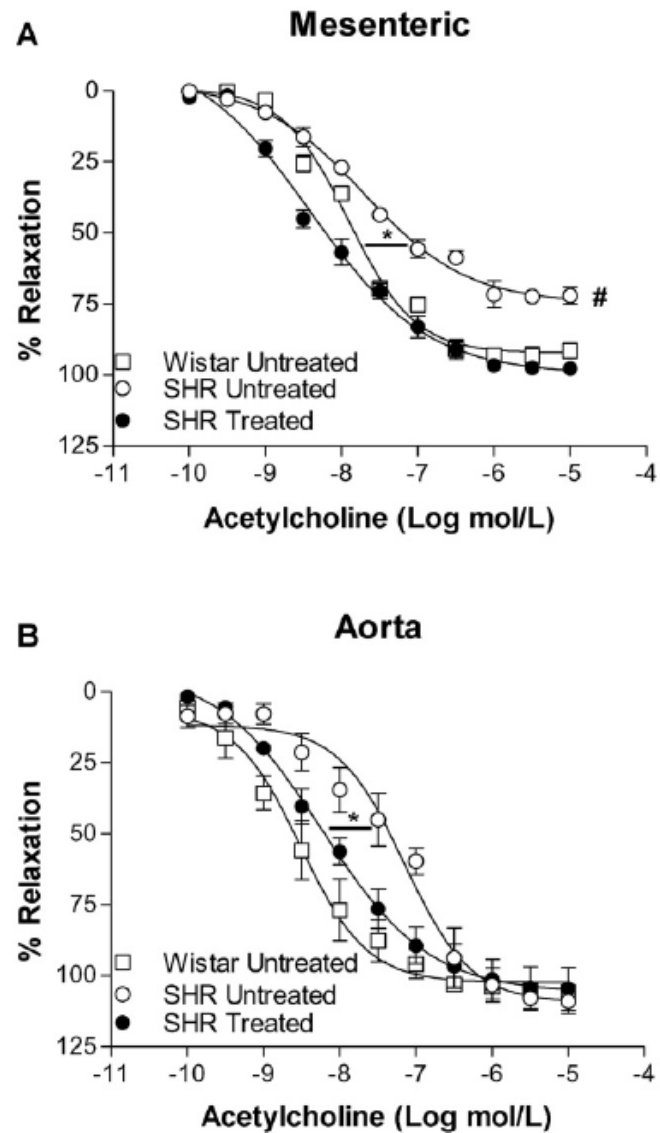 A
Mesenteric
0
25
50
75
100
125
% Relaxation
*
#
Wistar Untreated
SHR Untreated
SHR Treated
-11 -10 -9 -8 -7 -6 -5 -4
Acetylcholine (Log mol/L)
B
Aorta
0
25
50
75
100
125
% Relaxation
*
Wistar Untreated
SHR Untreated
SHR Treated
-11 -10 -9 -8 -7 -6 -5 -4
Acetylcholine (Log mol/L)